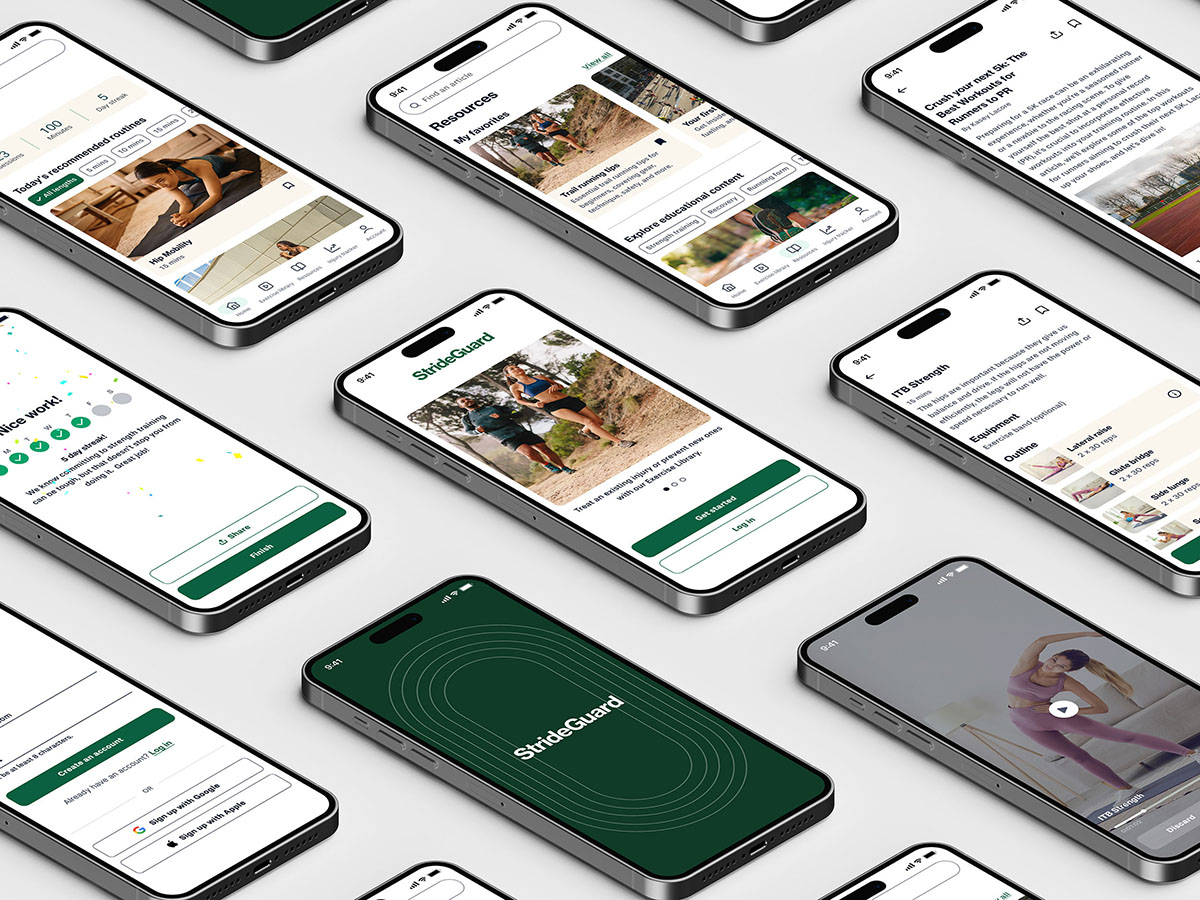 Sessions
100
Minutes
5
Day streak
Today's recommended routines
All lengths
5 mins
10 mins
15 mins
Hip Mobility
15 mins
Home
Exercise library
Resources
Injury tracker
Account
9:41
Find an article
Resources
View all
My favorites
Trail running tips
Essential trail running tips for
beginners, covering gear,
technique, safety, and more.
Your first
Get inside
Explore educational content
Strength training
Recovery
Running form
Home
Exercise library
Resources
Injury tracker
Account
9:41
Crush your next 5k: The
Best Workouts for
Runners to PR
By Kasey Lacone
Preparing for a 5K race can be an exhilarating
experience, whether you're a seasoned runner
or a newbie to the racing scene. To give
yourself the best shot at a personal record
(PR), it's crucial to incorporate effective
workouts into your training routine. In this
article, we'll explore some of the top workouts
for runners aiming to crush their next 5K. Lace
up your shoes, and let's dive in!
Nice work!
M T W T F S
5 day streak!
We know committing to strength training
can be tough, but that doesn't stop you from
doing it. Great job!
Share
Finish
9:41
StrideGuard
Treat an existing injury or prevent new ones
with our Exercise Library.
Get started
Log in
9:41
ITB Strength
15 mins
The hips are important because they give us
balance and drive. If the hips are not moving
efficiently, the legs will not have the power or
speed necessary to run well.
Equipment
Exercise band (optional)
Outline
Lateral raise
2 x 30 reps
Glute bridge
2 x 30 reps
Side lunge
2 x 30 reps
.com
be at least 8 characters.
Create an account
Already have an account? Log in
OR
Sign up with Google
Sign up with Apple
9:41
StrideGuard
9:41
ITB Strength
Discard